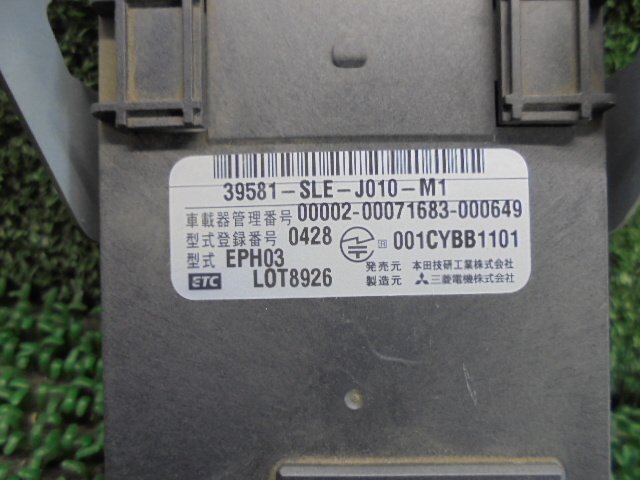 39581-SLE-J010-M1
車載器管理番号 00002-00071683-000649
型式登録番号 0428 001CYBB1101
型式 EPH03
ETC LOT8926
発売元 本田技研工業株式会社
製造元 三菱電機株式会社